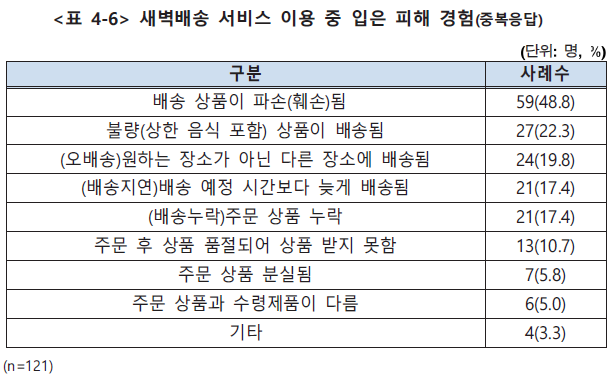 <표 4-6> 새벽배송 서비스 이용 중 입은 피해 경험(중복응답)
(단위: 명, %)
구분 사례수
배송 상품이 파손(훼손)됨 59(48.8)
불량(상한 음식 포함) 상품이 배송됨 27(22.3)
(오배송)원하는 장소가 아닌 다른 장소에 배송됨 24(19.8)
(배송지연)배송 예정 시간보다 늦게 배송됨 21(17.4)
(배송누락)주문 상품 누락 21(17.4)
주문 후 상품 품절되어 상품 받지 못함 13(10.7)
주문 상품 분실됨 7(5.8)
주문 상품과 수령제품이 다름 6(5.0)
기타 4(3.3)
(n=121)